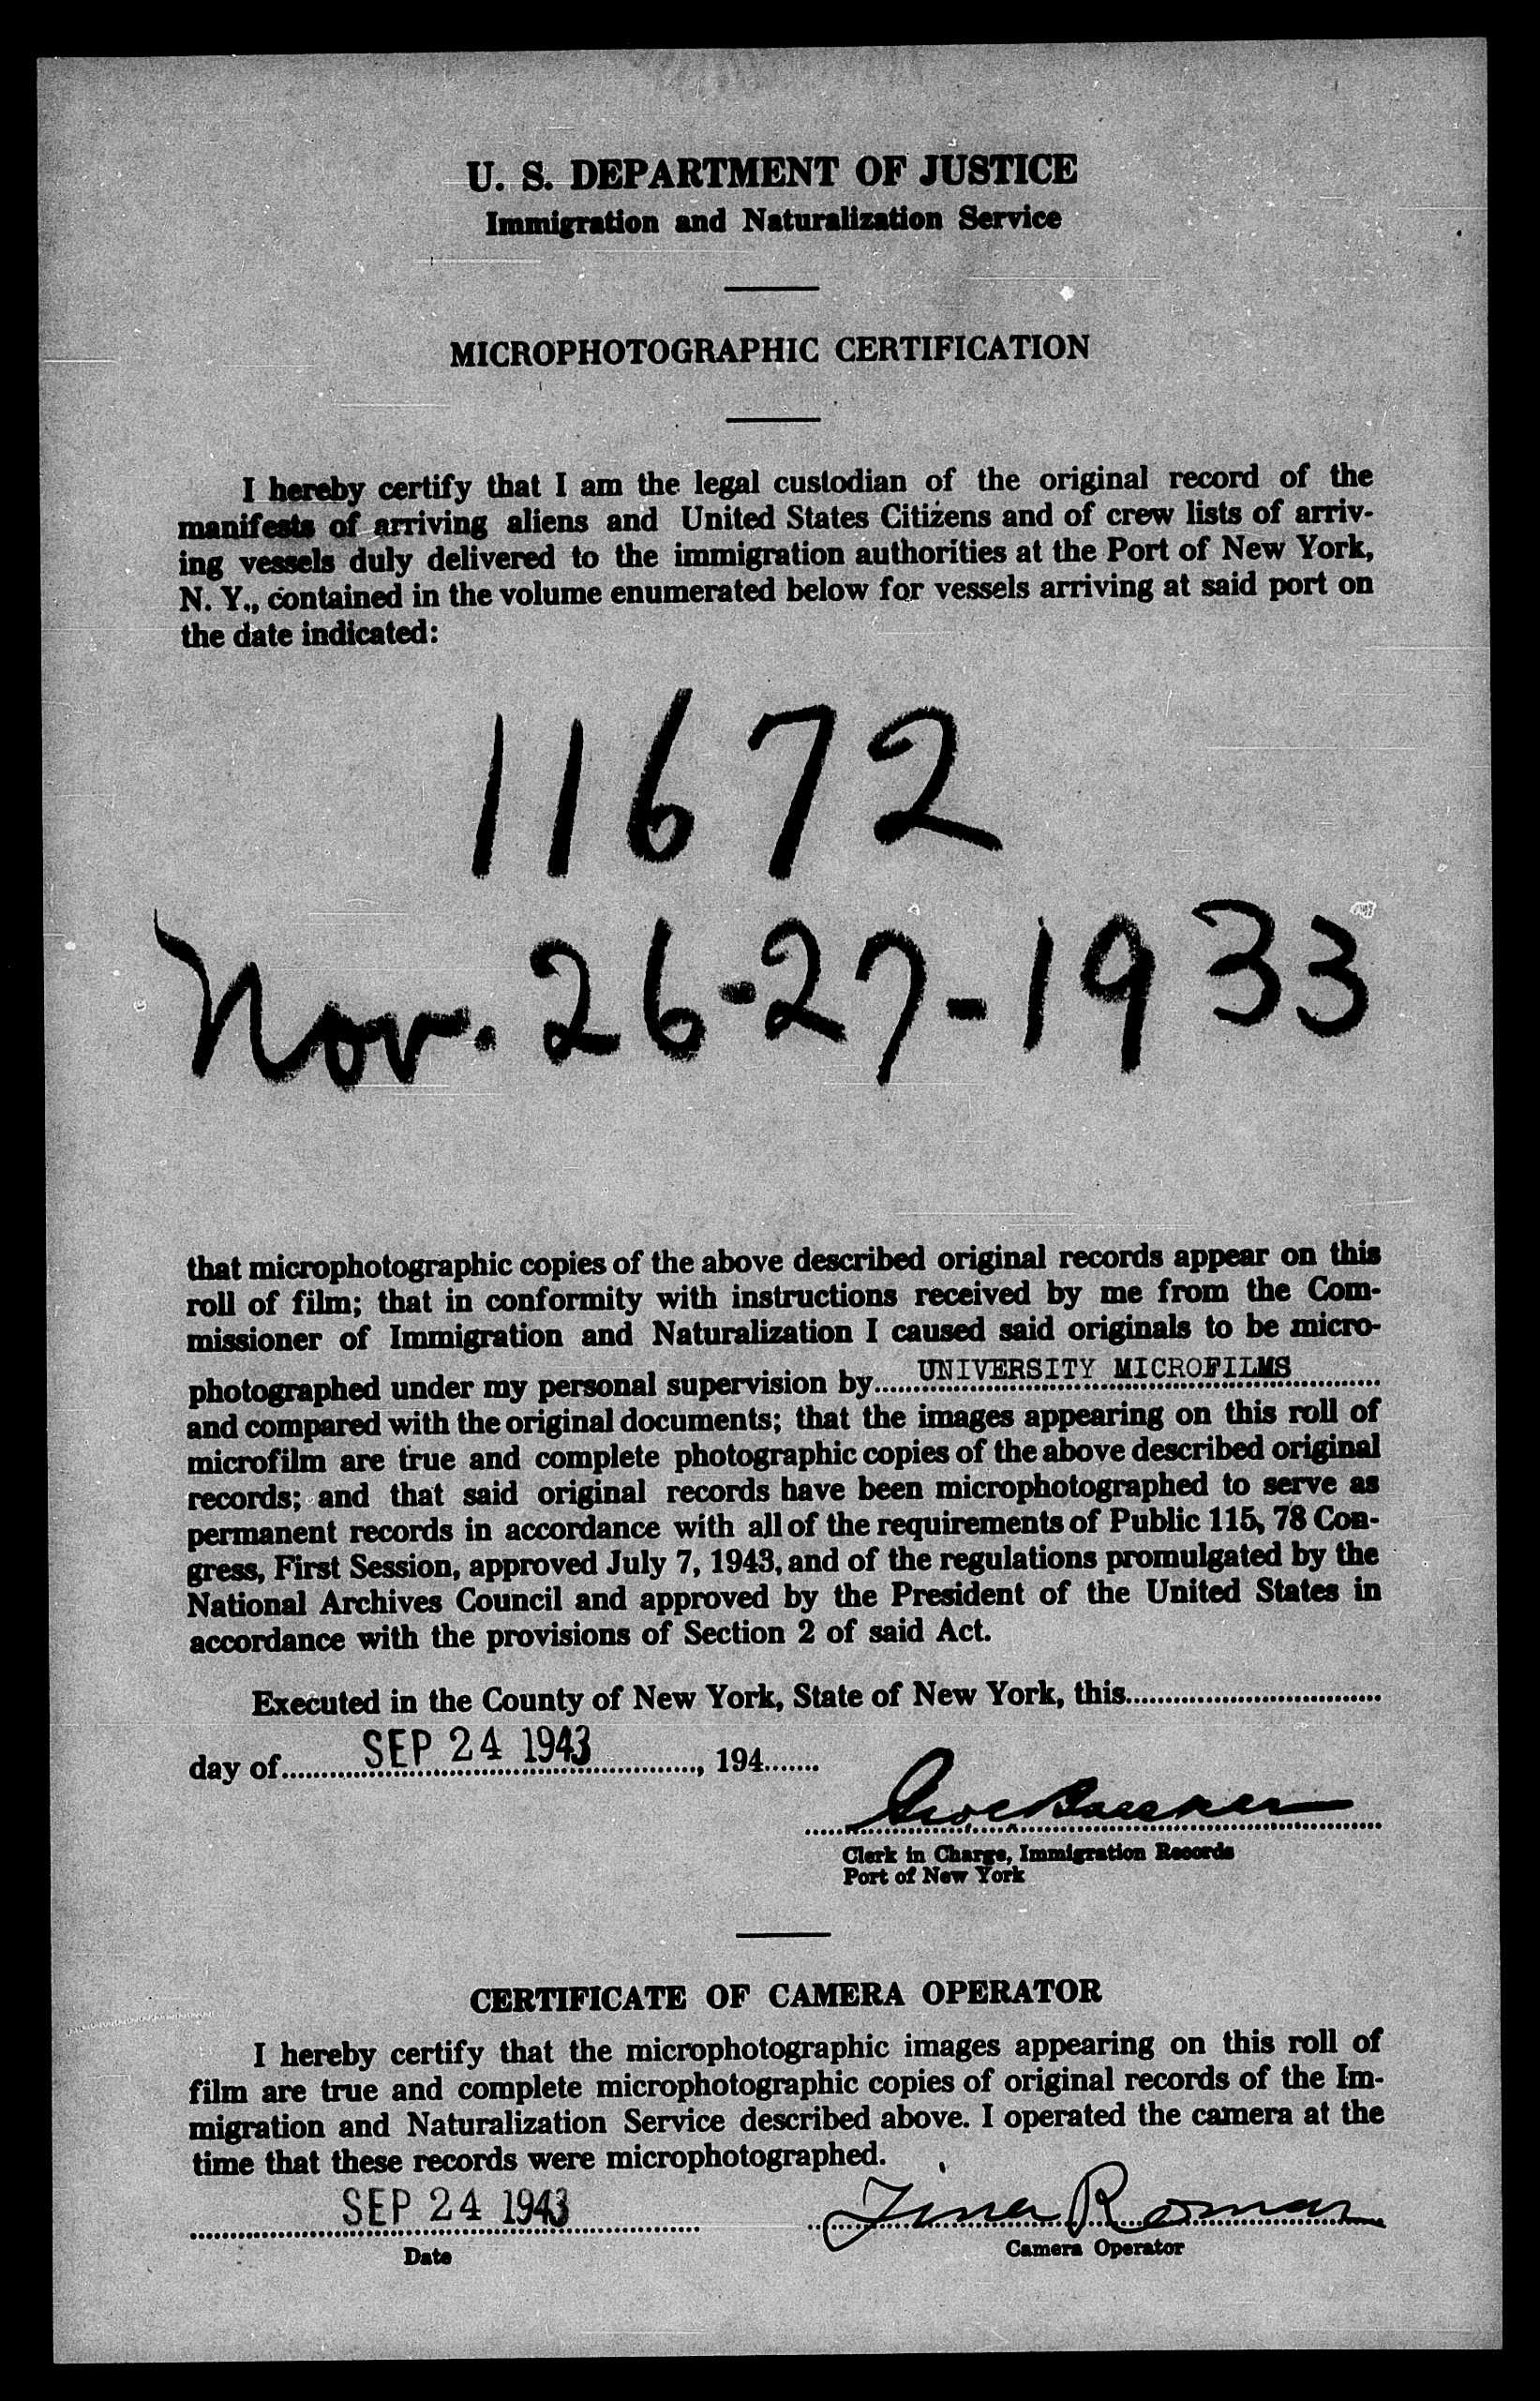 U. S. DEPARTMENT OF JUSTICE
Immigration and Naturalization Service
MICROPHOTOGRAPHIC CERTIFICATION
I hereby certify that I am the legal custodian of the original record of the
manifests of arriving aliens and United States Citizens and of crew lists of arriv-
ing vessels duly delivered to the immigration authorities at the Port of New York,
N. Y., contained in the volume enumerated below for vessels arriving at said port on
the date indicated:
11672
Nov. 26-27-1933
that microphotographic copies of the above described original records appear on this
roll of film; that in conformity with instructions received by me from the Com-
missioner of Immigration and Naturalization I caused said originals to be micro-
photographed under my personal supervision by UNIVERSITY MICROFILMS
and compared with the original documents; that the images appearing on this roll of
microfilm are true and complete photographic copies of the above described original
records; and that said original records have been microphotographed to serve as
permanent records in accordance with all of the requirements of Public 115, 78 Con-
gress, First Session, approved July 7, 1943, and of the regulations promulgated by the
National Archives Council and approved by the President of the United States in
accordance with the provisions of Section 2 of said Act.
Executed in the County of New York, State of New York, this
day of SEP 24 1943, 194
Clerk in Charge, Immigration Records
Port of New York
CERTIFICATE OF CAMERA OPERATOR
I hereby certify that the microphotographic images appearing on this roll of
film are true and complete microphotographic copies of original records of the Im-
migration and Naturalization Service described above. I operated the camera at the
time that these records were microphotographed.
SEP 24 1943 Tina Roman
Date Camera Operator